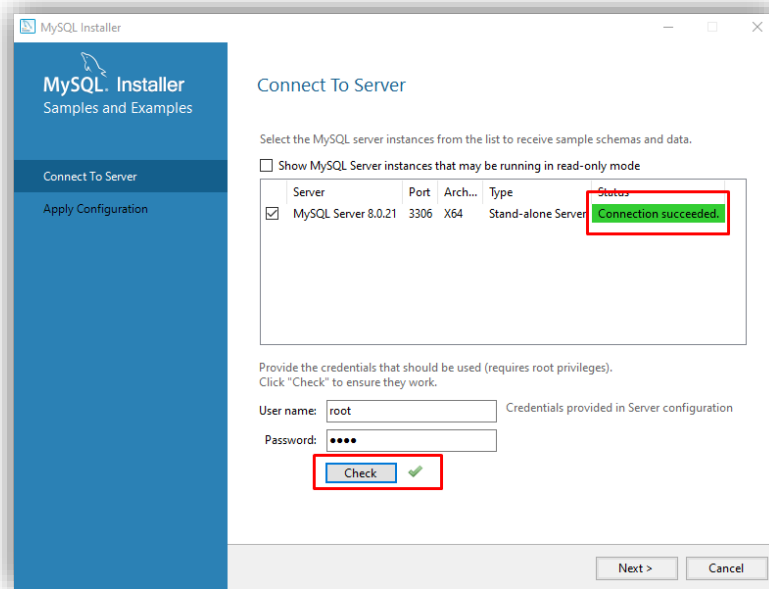 MySQL Installer
MySQL. Installer
Samples and Examples
Connect To Server
Apply Configuration
Connect To Server
Select the MySQL server instances from the list to receive sample schemas and data.
Show MySQL Server instances that may be running in read-only mode
Server Port Arch... Type Status
MySQL Server 8.0.21 3306 X64 Stand-alone Server Connection succeeded.
Provide the credentials that should be used (requires root privileges).
Click "Check" to ensure they work.
User name: root Credentials provided in Server configuration
Password: ●●●●
Check
Next > Cancel